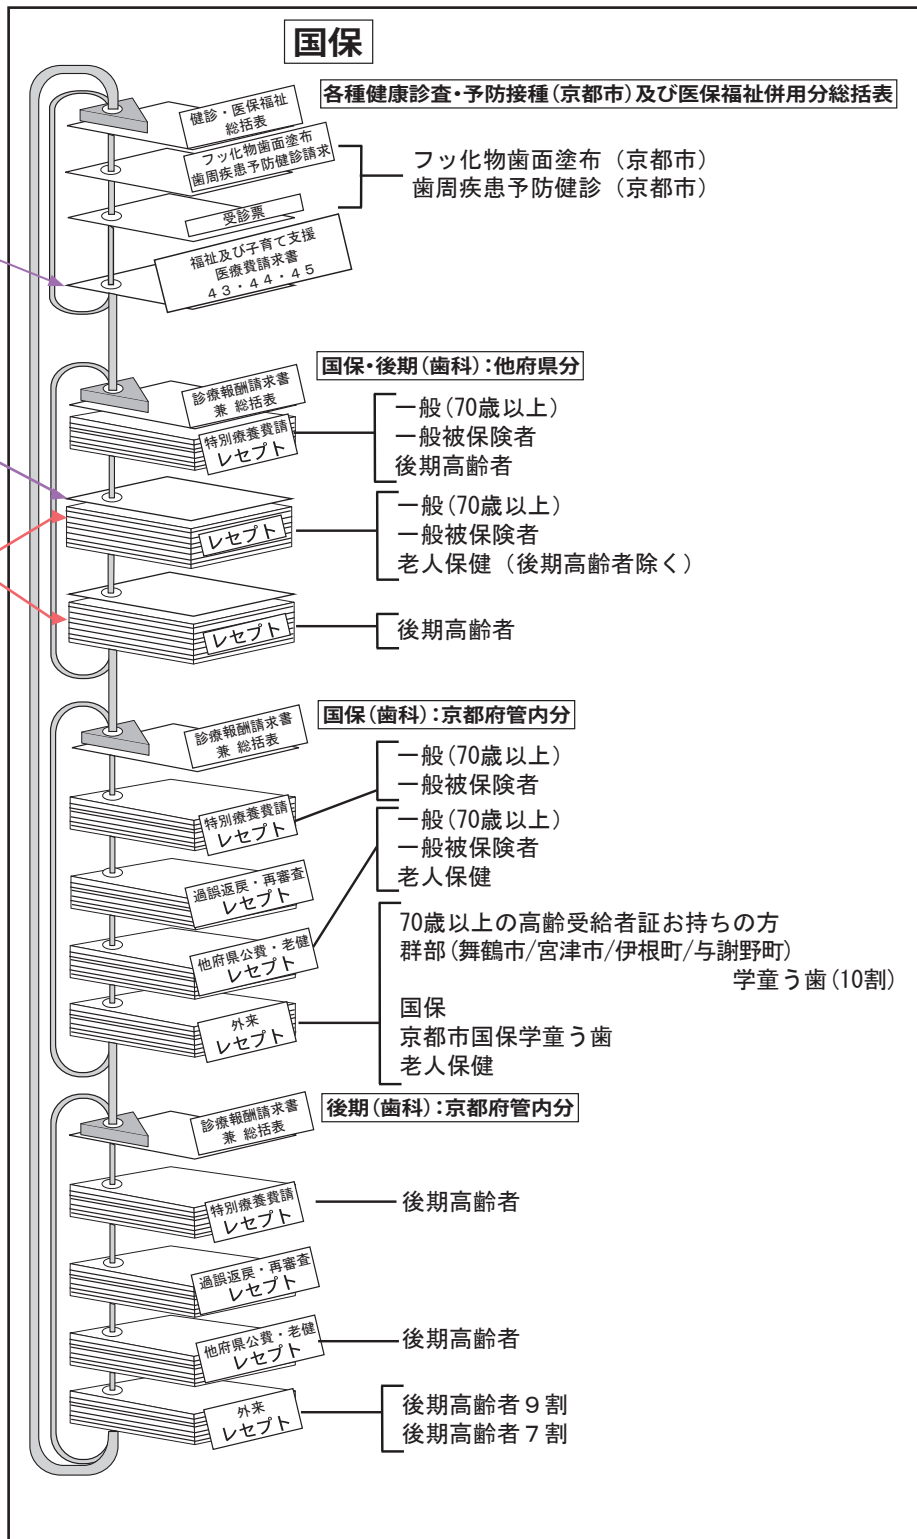 国保
各種健康診査・予防接種(京都市)及び医保福祉併用分総括表
健診・医保福祉
総括表
フッ化物歯面塗布
歯周疾患予防健診請求
フッ化物歯面塗布（京都市）
歯周疾患予防健診（京都市）
受診票
福祉及び子育て支援
医療費請求書
４３・４４・４５
国保・後期(歯科)：他府県分
診療報酬請求書
兼 総括表
特別療養費請
レセプト
一般(70歳以上)
一般被保険者
後期高齢者
レセプト
一般(70歳以上)
一般被保険者
老人保健（後期高齢者除く）
レセプト
後期高齢者
国保(歯科)：京都府管内分
診療報酬請求書
兼 総括表
特別療養費請
レセプト
一般(70歳以上)
一般被保険者
過誤返戻・再審査
レセプト
他府県公費・老健
レセプト
一般(70歳以上)
一般被保険者
老人保健
外来
レセプト
70歳以上の高齢受給者証お持ちの方
群部(舞鶴市/宮津市/伊根町/与謝野町)
学童う歯(10割)
国保
京都市国保学童う歯
老人保健
後期(歯科)：京都府管内分
診療報酬請求書
兼 総括表
特別療養費請
レセプト
後期高齢者
過誤返戻・再審査
レセプト
他府県公費・老健
レセプト
後期高齢者
外来
レセプト
後期高齢者９割
後期高齢者７割